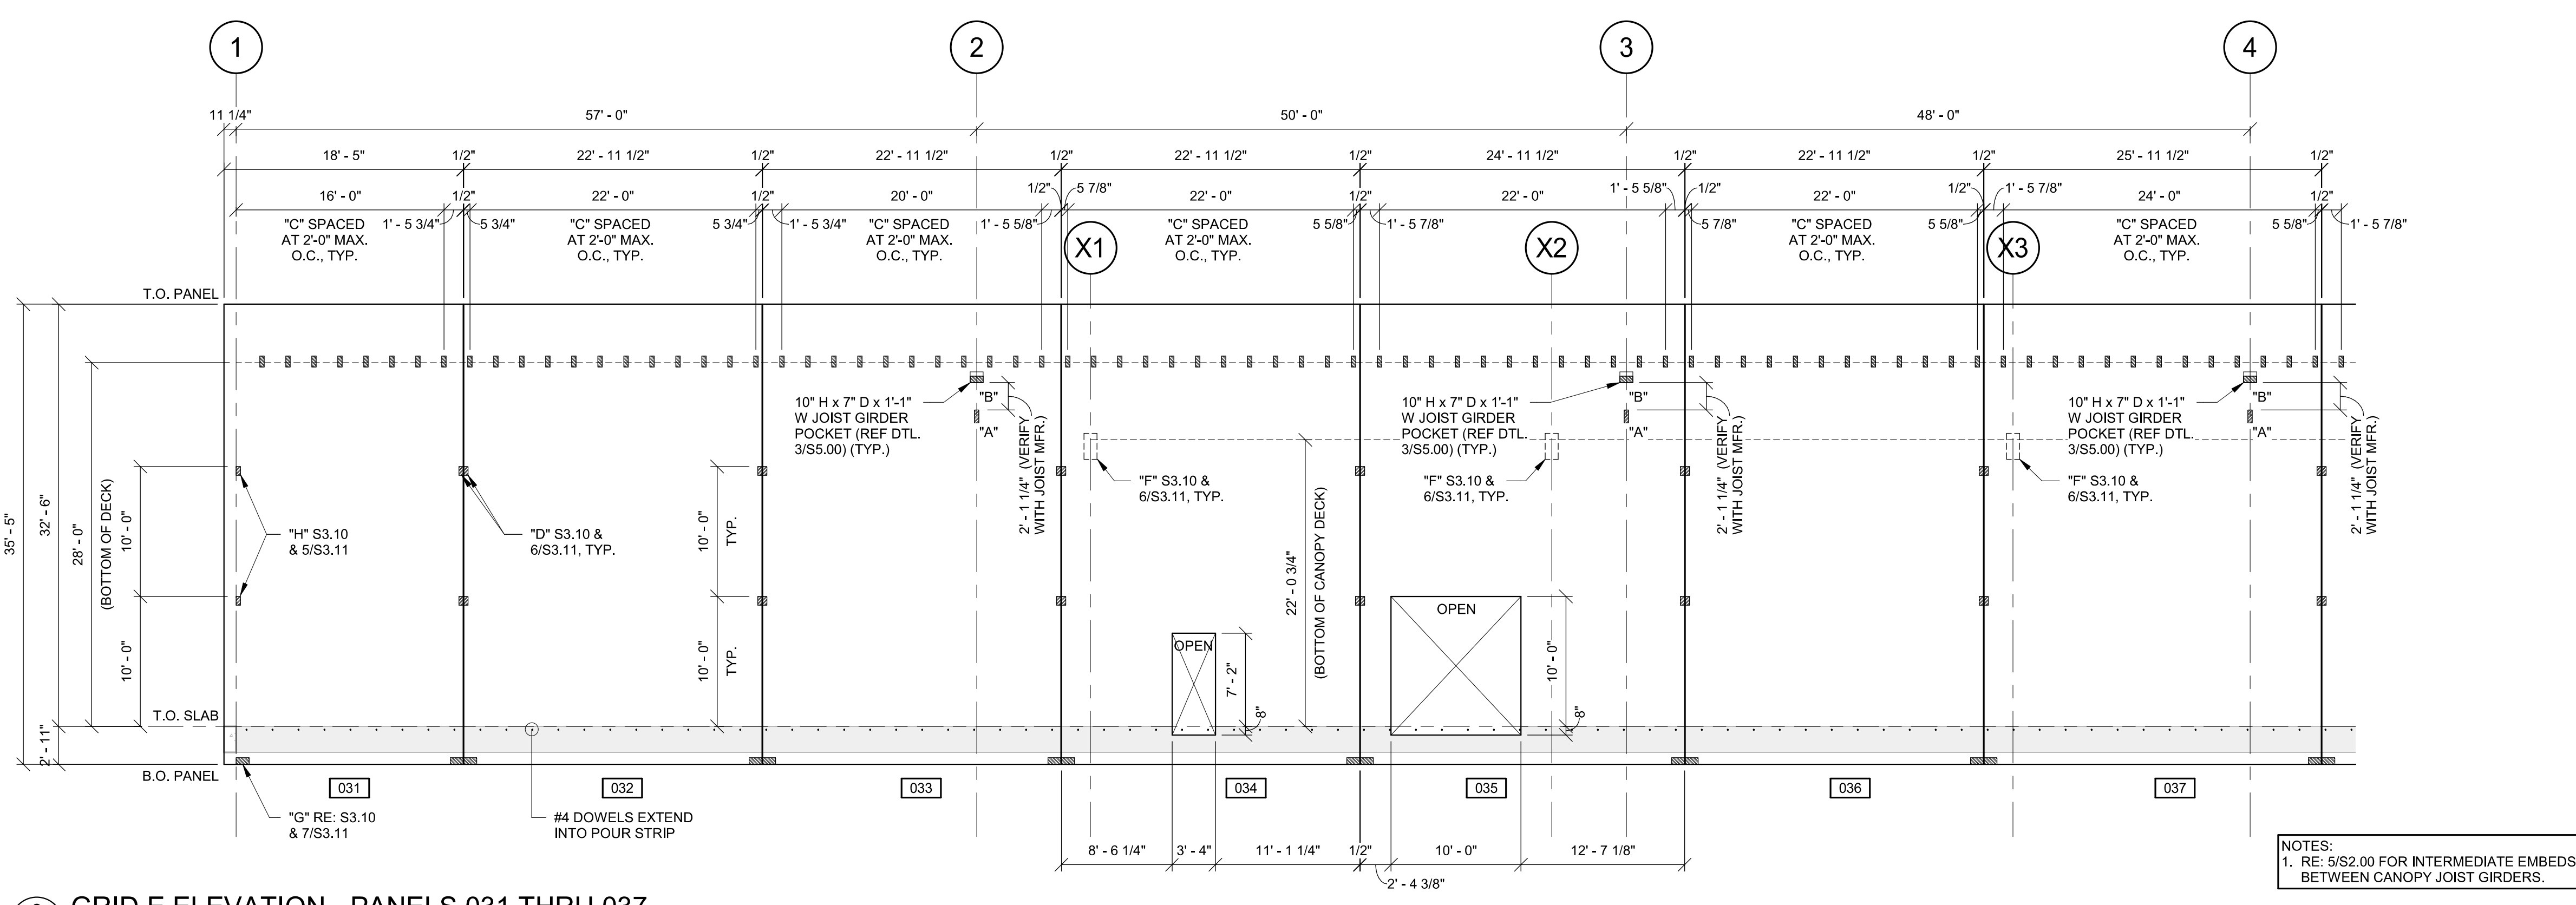 1
2
3
4
11 1/4"
57' - 0"
50' - 0"
48' - 0"
18' - 5"
1/2"
22' - 11 1/2"
1/2"
22' - 11 1/2"
1/2"
22' - 11 1/2"
1/2"
24' - 11 1/2"
1/2"
22' - 11 1/2"
1/2"
25' - 11 1/2"
1/2"
16' - 0"
1/2"
22' - 0"
1/2"
20' - 0"
1/2"
5 7/8"
22' - 0"
1/2"
22' - 0"
1' - 5 5/8"
1/2"
22' - 0"
1/2"
1' - 5 7/8"
24' - 0"
1/2"
"C" SPACED
AT 2'-0" MAX.
O.C., TYP.
1' - 5 3/4"
5 3/4"
"C" SPACED
AT 2'-0" MAX.
O.C., TYP.
5 3/4"
1' - 5 3/4"
"C" SPACED
AT 2'-0" MAX.
O.C., TYP.
1' - 5 5/8"
"C" SPACED
AT 2'-0" MAX.
O.C., TYP.
5 5/8"
1' - 5 7/8"
5 7/8"
"C" SPACED
AT 2'-0" MAX.
O.C., TYP.
5 5/8"
"C" SPACED
AT 2'-0" MAX.
O.C., TYP.
5 5/8"
1' - 5 7/8"
X1
X2
X3
T.O. PANEL
10" H x 7" D x 1'-1"
W JOIST GIRDER
POCKET (REF DTL.
3/S5.00) (TYP.)
"B"
"A"
2' - 1 1/4" (VERIFY
WITH JOIST MFR.)
10" H x 7" D x 1'-1"
W JOIST GIRDER
POCKET (REF DTL.
3/S5.00) (TYP.)
"B"
"A"
2' - 1 1/4" (VERIFY
WITH JOIST MFR.)
10" H x 7" D x 1'-1"
W JOIST GIRDER
POCKET (REF DTL.
3/S5.00) (TYP.)
"B"
"A"
2' - 1 1/4" (VERIFY
WITH JOIST MFR.)
"F" S3.10 &
6/S3.11, TYP.
"F" S3.10 &
6/S3.11, TYP.
"F" S3.10 &
6/S3.11, TYP.
35' - 5"
32' - 6"
28' - 0"
(BOTTOM OF DECK)
10' - 0"
10' - 0"
2' - 11"
"H" S3.10
& 5/S3.11
"D" S3.10 &
6/S3.11, TYP.
10' - 0"
TYP.
10' - 0"
TYP.
22' - 0 3/4"
(BOTTOM OF CANOPY DECK)
OPEN
7' - 2"
8"
OPEN
10' - 0"
8"
T.O. SLAB
B.O. PANEL
031
032
033
034
035
036
037
"G" RE: S3.10
& 7/S3.11
#4 DOWELS EXTEND
INTO POUR STRIP
8' - 6 1/4"
3' - 4"
11' - 1 1/4"
1/2"
10' - 0"
12' - 7 1/8"
2' - 4 3/8"
NOTES:
1. RE: 5/S2.00 FOR INTERMEDIATE EMBEDS
BETWEEN CANOPY JOIST GIRDERS.
GRID E ELEVATION - PANELS 031 THRU 037